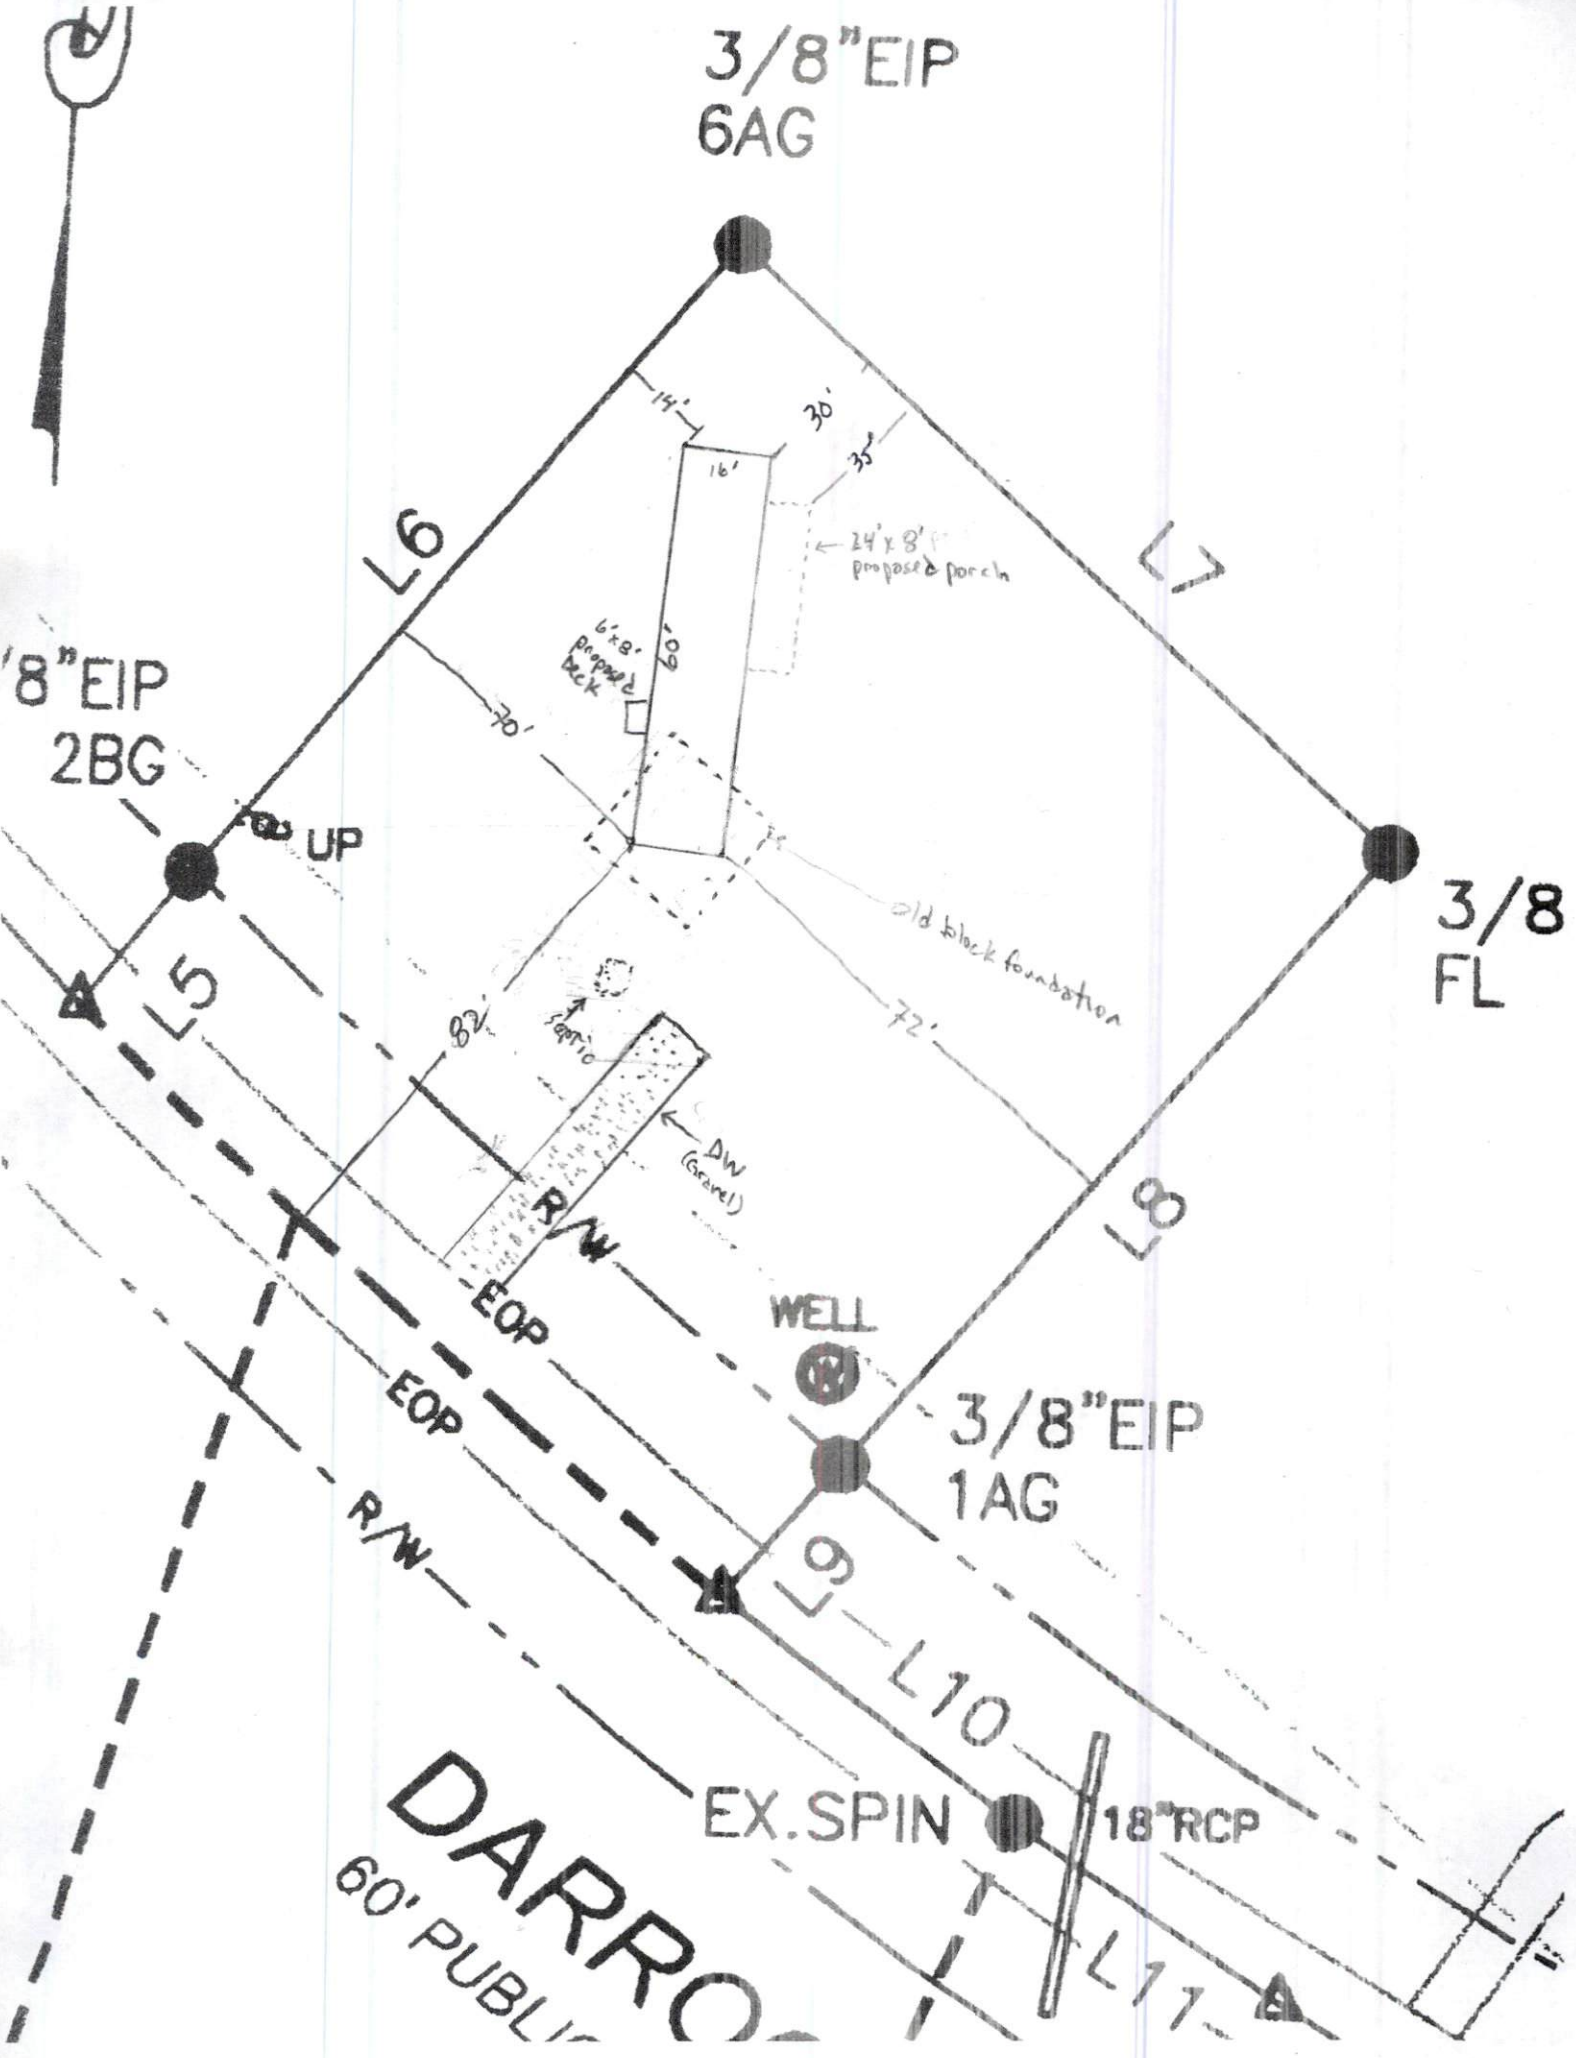 3/8"EIP
6AG
14'
30'
35'
16'
L6
24'x 8'
proposed porch
L7
6'x8'
proposed
Deck
60'
/8"EIP
2BG
70'
UP
3/8
FL
old block foundation
L5
82'
septic
72'
DW
(Gravel)
R/W
L8
EOP
WELL
W
EOP
3/8"EIP
1AG
R/W
L9
L10
EX.SPIN
18"RCP
DARRO
60' PUBLIC
L11